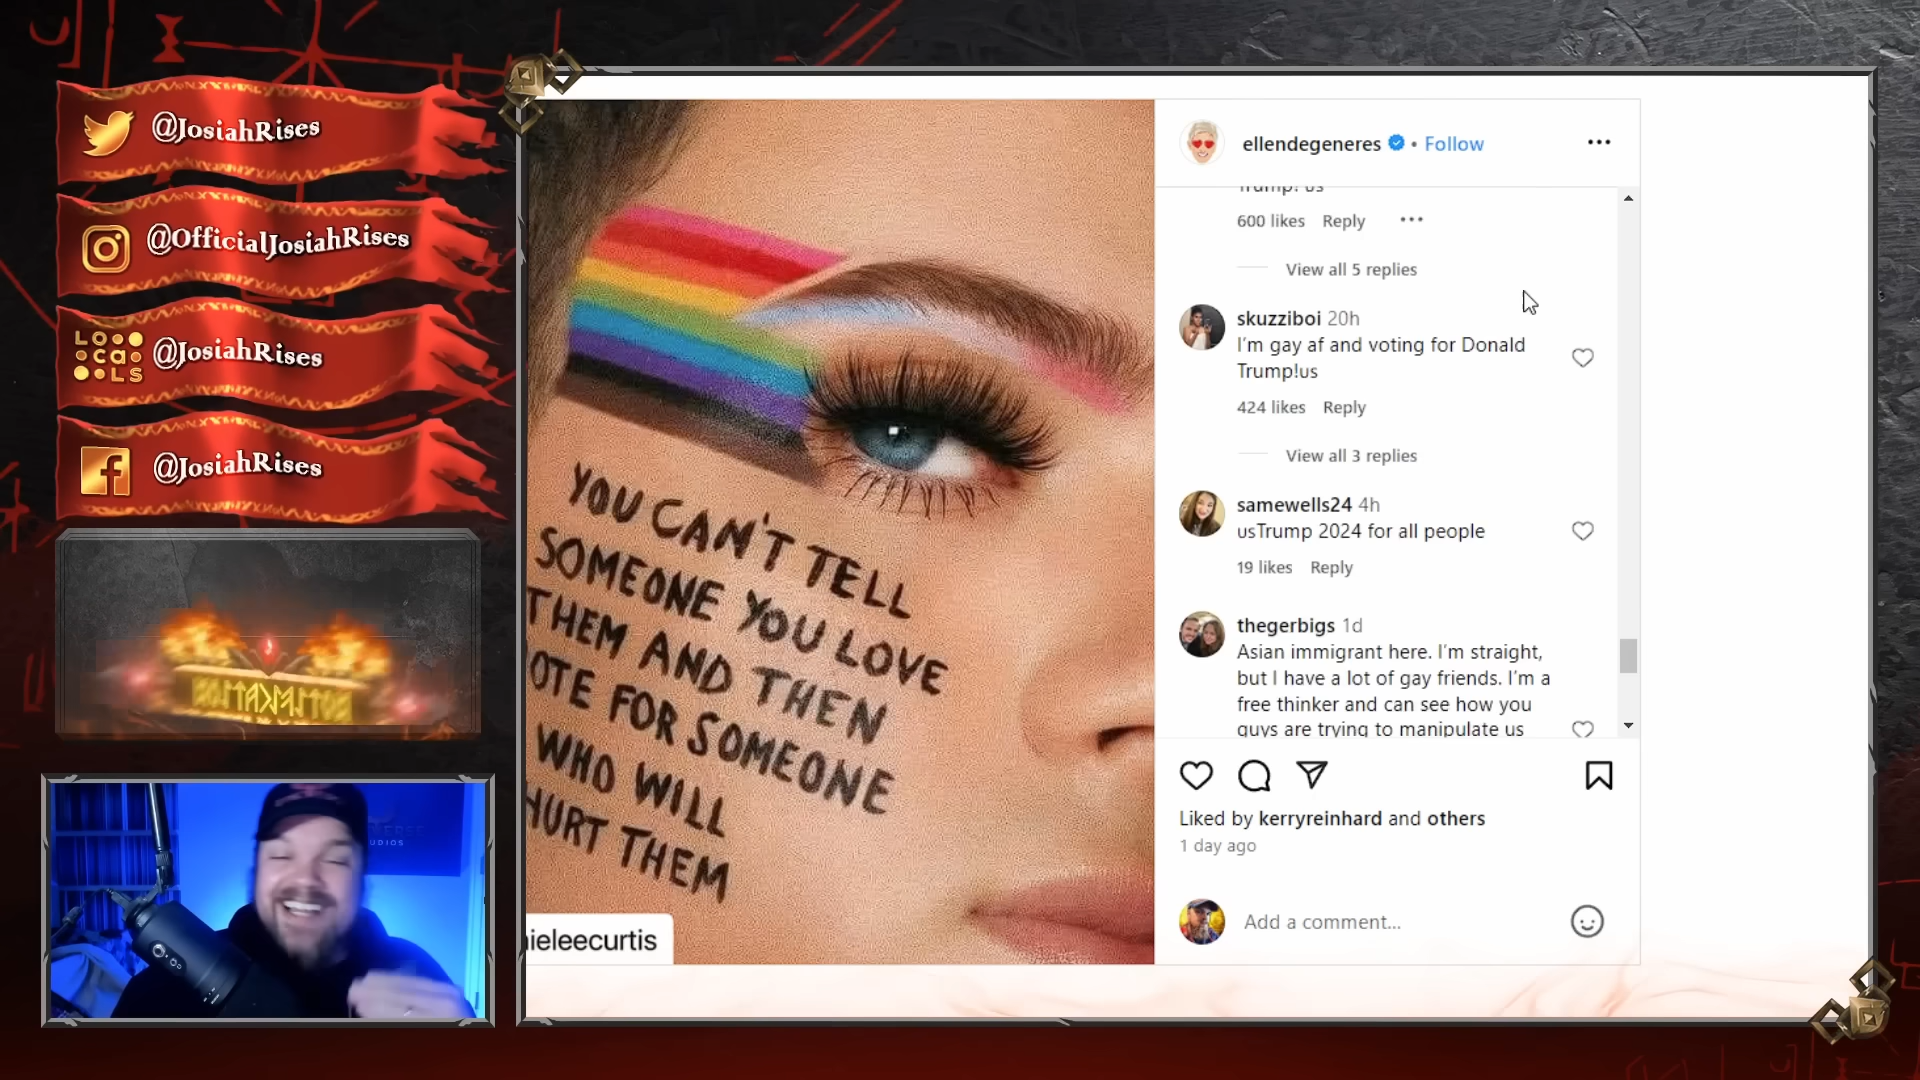 @JosiahRises
@OfficialJosiahRises
LOcaLS
@JosiahRises
@JosiahRises
YOU CAN'T TELL
SOMEONE YOU LOVE
THEM AND THEN
OTE FOR SOMEONE
WHO WILL
HURT THEM
ieleecurtis
ellendegeneres • Follow
Trump! us
600 likes Reply
View all 5 replies
skuzziboi 20h
I'm gay af and voting for Donald
Trump!us
424 likes Reply
View all 3 replies
samewells24 4h
usTrump 2024 for all people
19 likes Reply
thegerbigs 1d
Asian immigrant here. I'm straight,
but I have a lot of gay friends. I'm a
free thinker and can see how you
guys are trying to manipulate us
Liked by kerryreinhard and others
1 day ago
Add a comment...